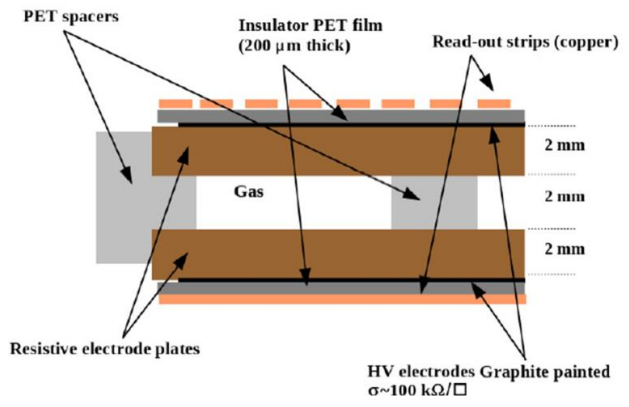 PET spacers
Insulator PET film
(200 μm thick)
Read-out strips (copper)
2 mm
Gas
2 mm
2 mm
Resistive electrode plates
HV electrodes Graphite painted
σ~100 kΩ/□